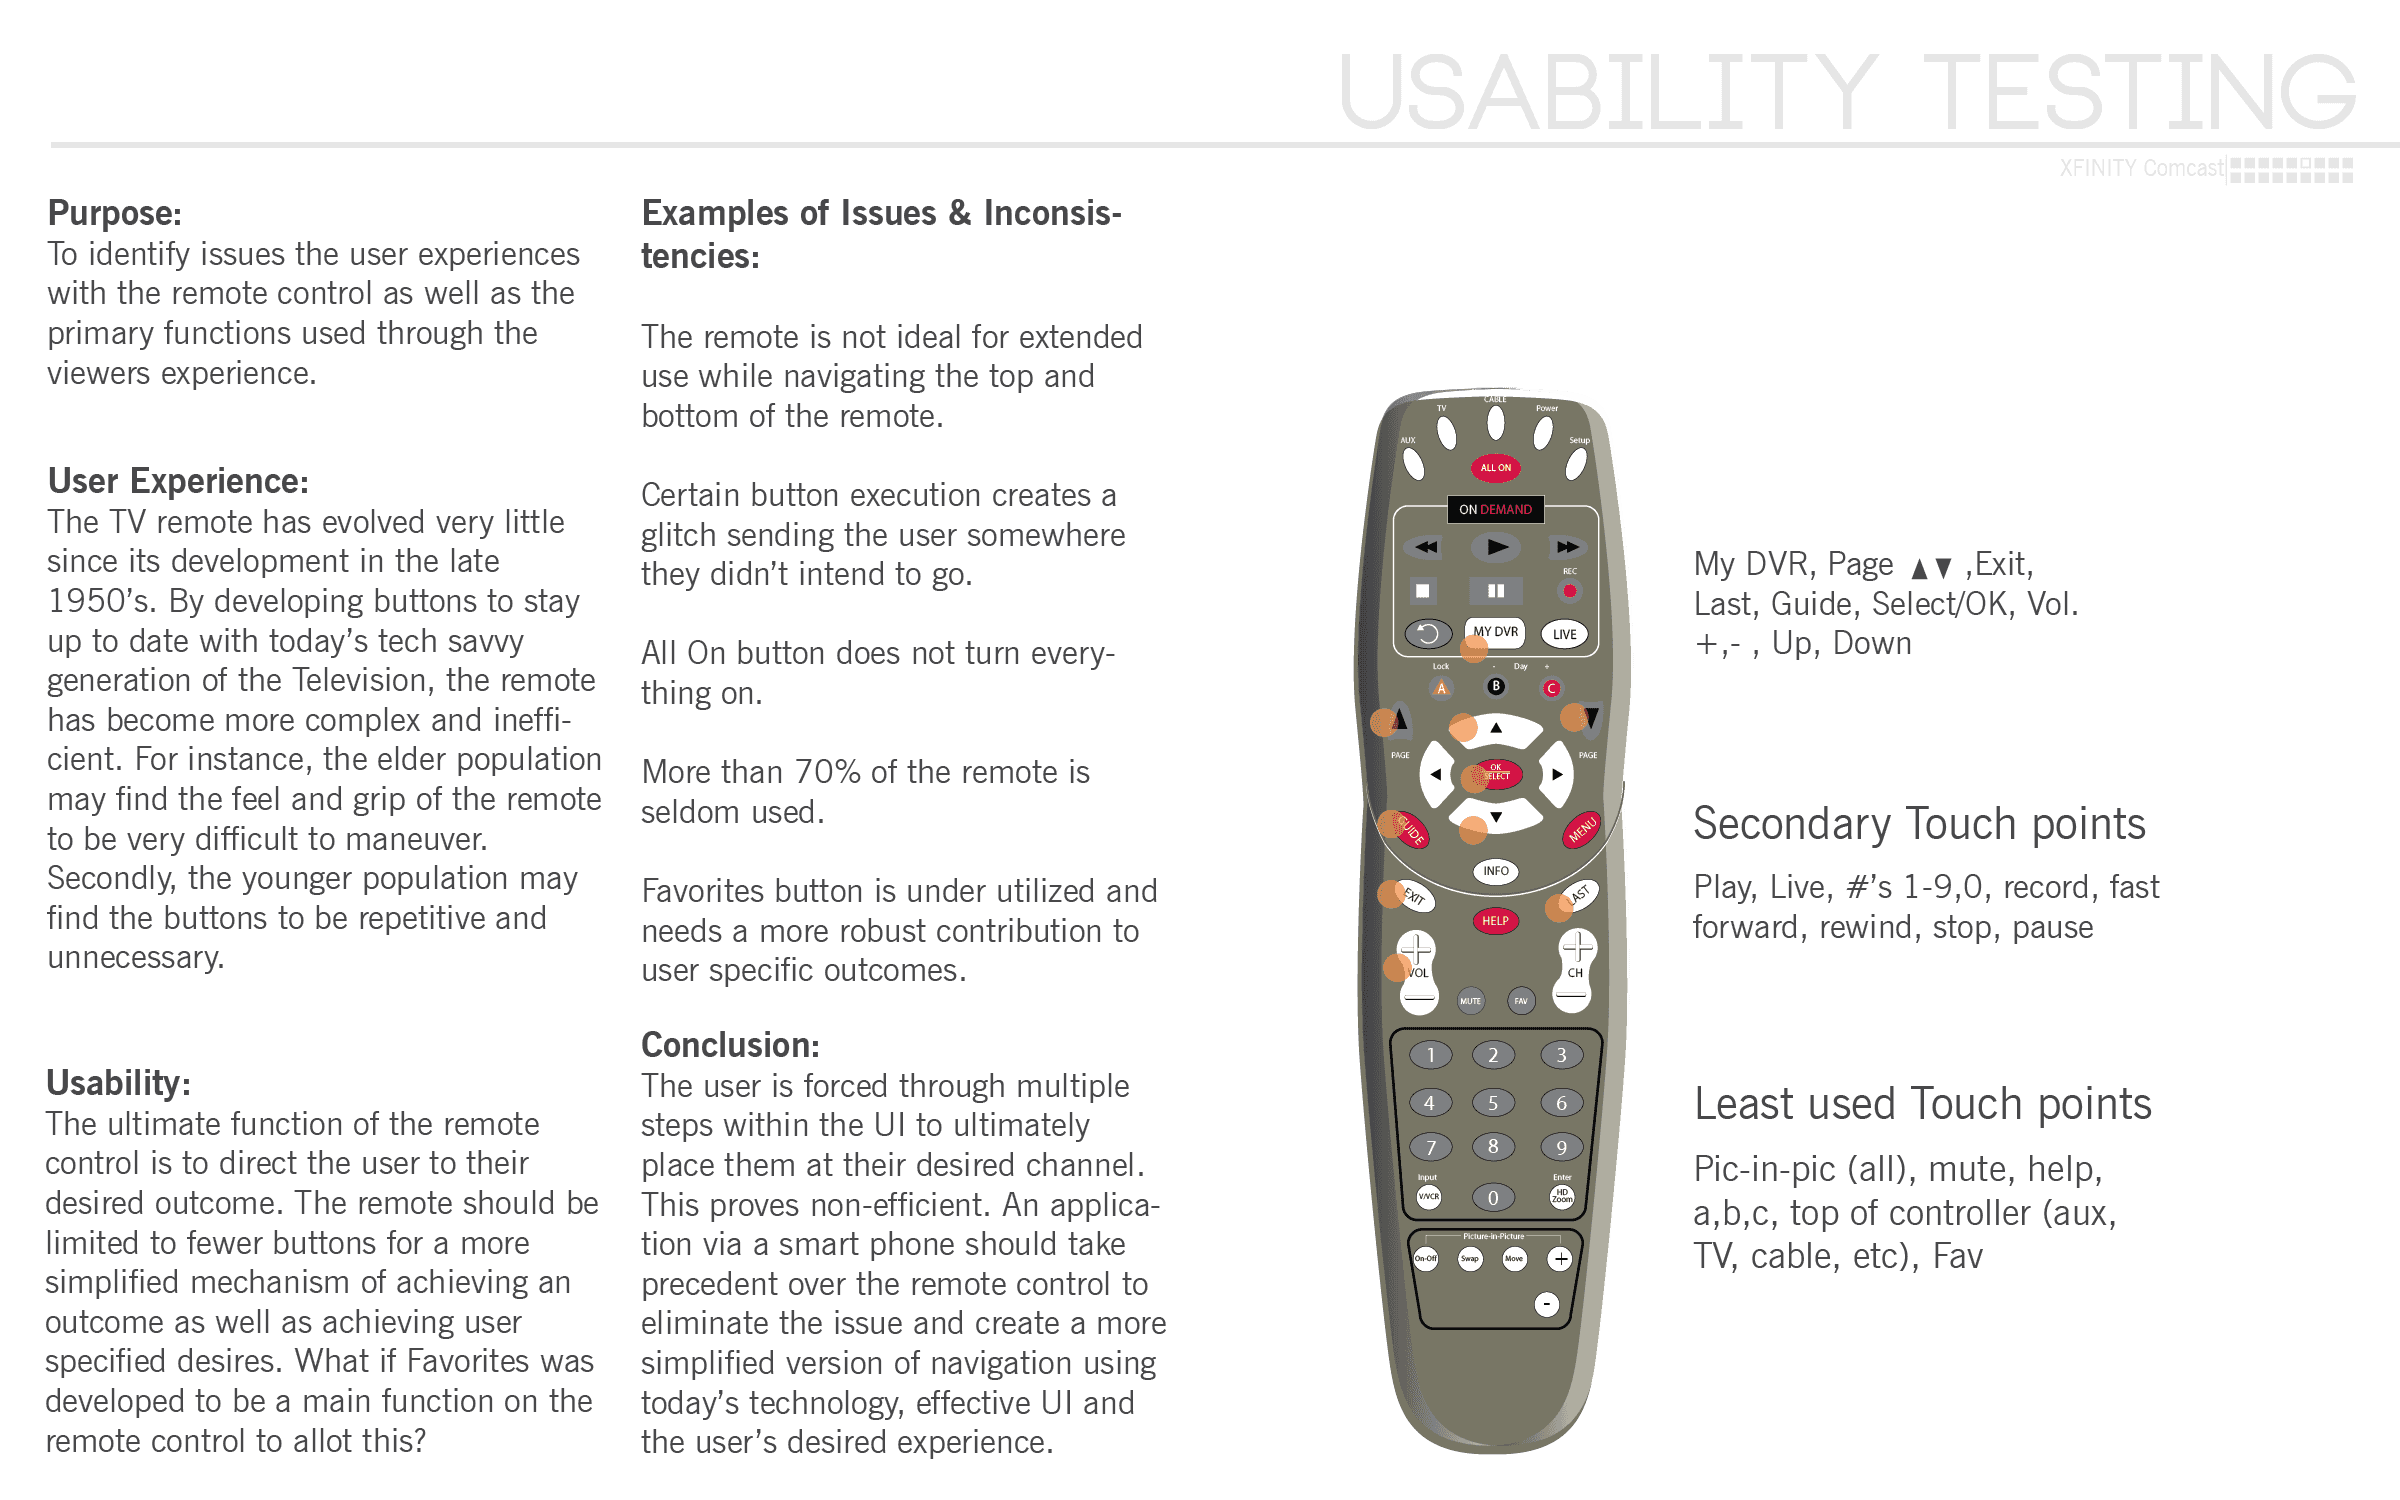 USABILITY TESTING
XFINITY Comcast
Purpose:
To identify issues the user experiences
with the remote control as well as the
primary functions used through the
viewers experience.
User Experience:
The TV remote has evolved very little
since its development in the late
1950’s. By developing buttons to stay
up to date with today’s tech savvy
generation of the Television, the remote
has become more complex and ineffi-
cient. For instance, the elder population
may find the feel and grip of the remote
to be very difficult to maneuver.
Secondly, the younger population may
find the buttons to be repetitive and
unnecessary.
Usability:
The ultimate function of the remote
control is to direct the user to their
desired outcome. The remote should be
limited to fewer buttons for a more
simplified mechanism of achieving an
outcome as well as achieving user
specified desires. What if Favorites was
developed to be a main function on the
remote control to allot this?
Examples of Issues & Inconsis-
tencies:
The remote is not ideal for extended
use while navigating the top and
bottom of the remote.
Certain button execution creates a
glitch sending the user somewhere
they didn’t intend to go.
All On button does not turn every-
thing on.
More than 70% of the remote is
seldom used.
Favorites button is under utilized and
needs a more robust contribution to
user specific outcomes.
Conclusion:
The user is forced through multiple
steps within the UI to ultimately
place them at their desired channel.
This proves non-efficient. An applica-
tion via a smart phone should take
precedent over the remote control to
eliminate the issue and create a more
simplified version of navigation using
today’s technology, effective UI and
the user’s desired experience.
AUX
TV
CABLE
Power
Setup
ALL ON
ON DEMAND
REC
MY DVR
LIVE
Lock - Day +
A B C
PAGE
PAGE
OK
SELECT
GUIDE
MENU
INFO
EXIT
LAST
HELP
+ VOL −
+ CH −
MUTE
FAV
1 2 3
4 5 6
7 8 9
Input
Enter
V/VCR
0
HD
Zoom
Picture-in-Picture
On-Off Swap Move +
-
My DVR, Page ▲▼ ,Exit,
Last, Guide, Select/OK, Vol.
+,- , Up, Down
Secondary Touch points
Play, Live, #’s 1-9,0, record, fast
forward, rewind, stop, pause
Least used Touch points
Pic-in-pic (all), mute, help,
a,b,c, top of controller (aux,
TV, cable, etc), Fav